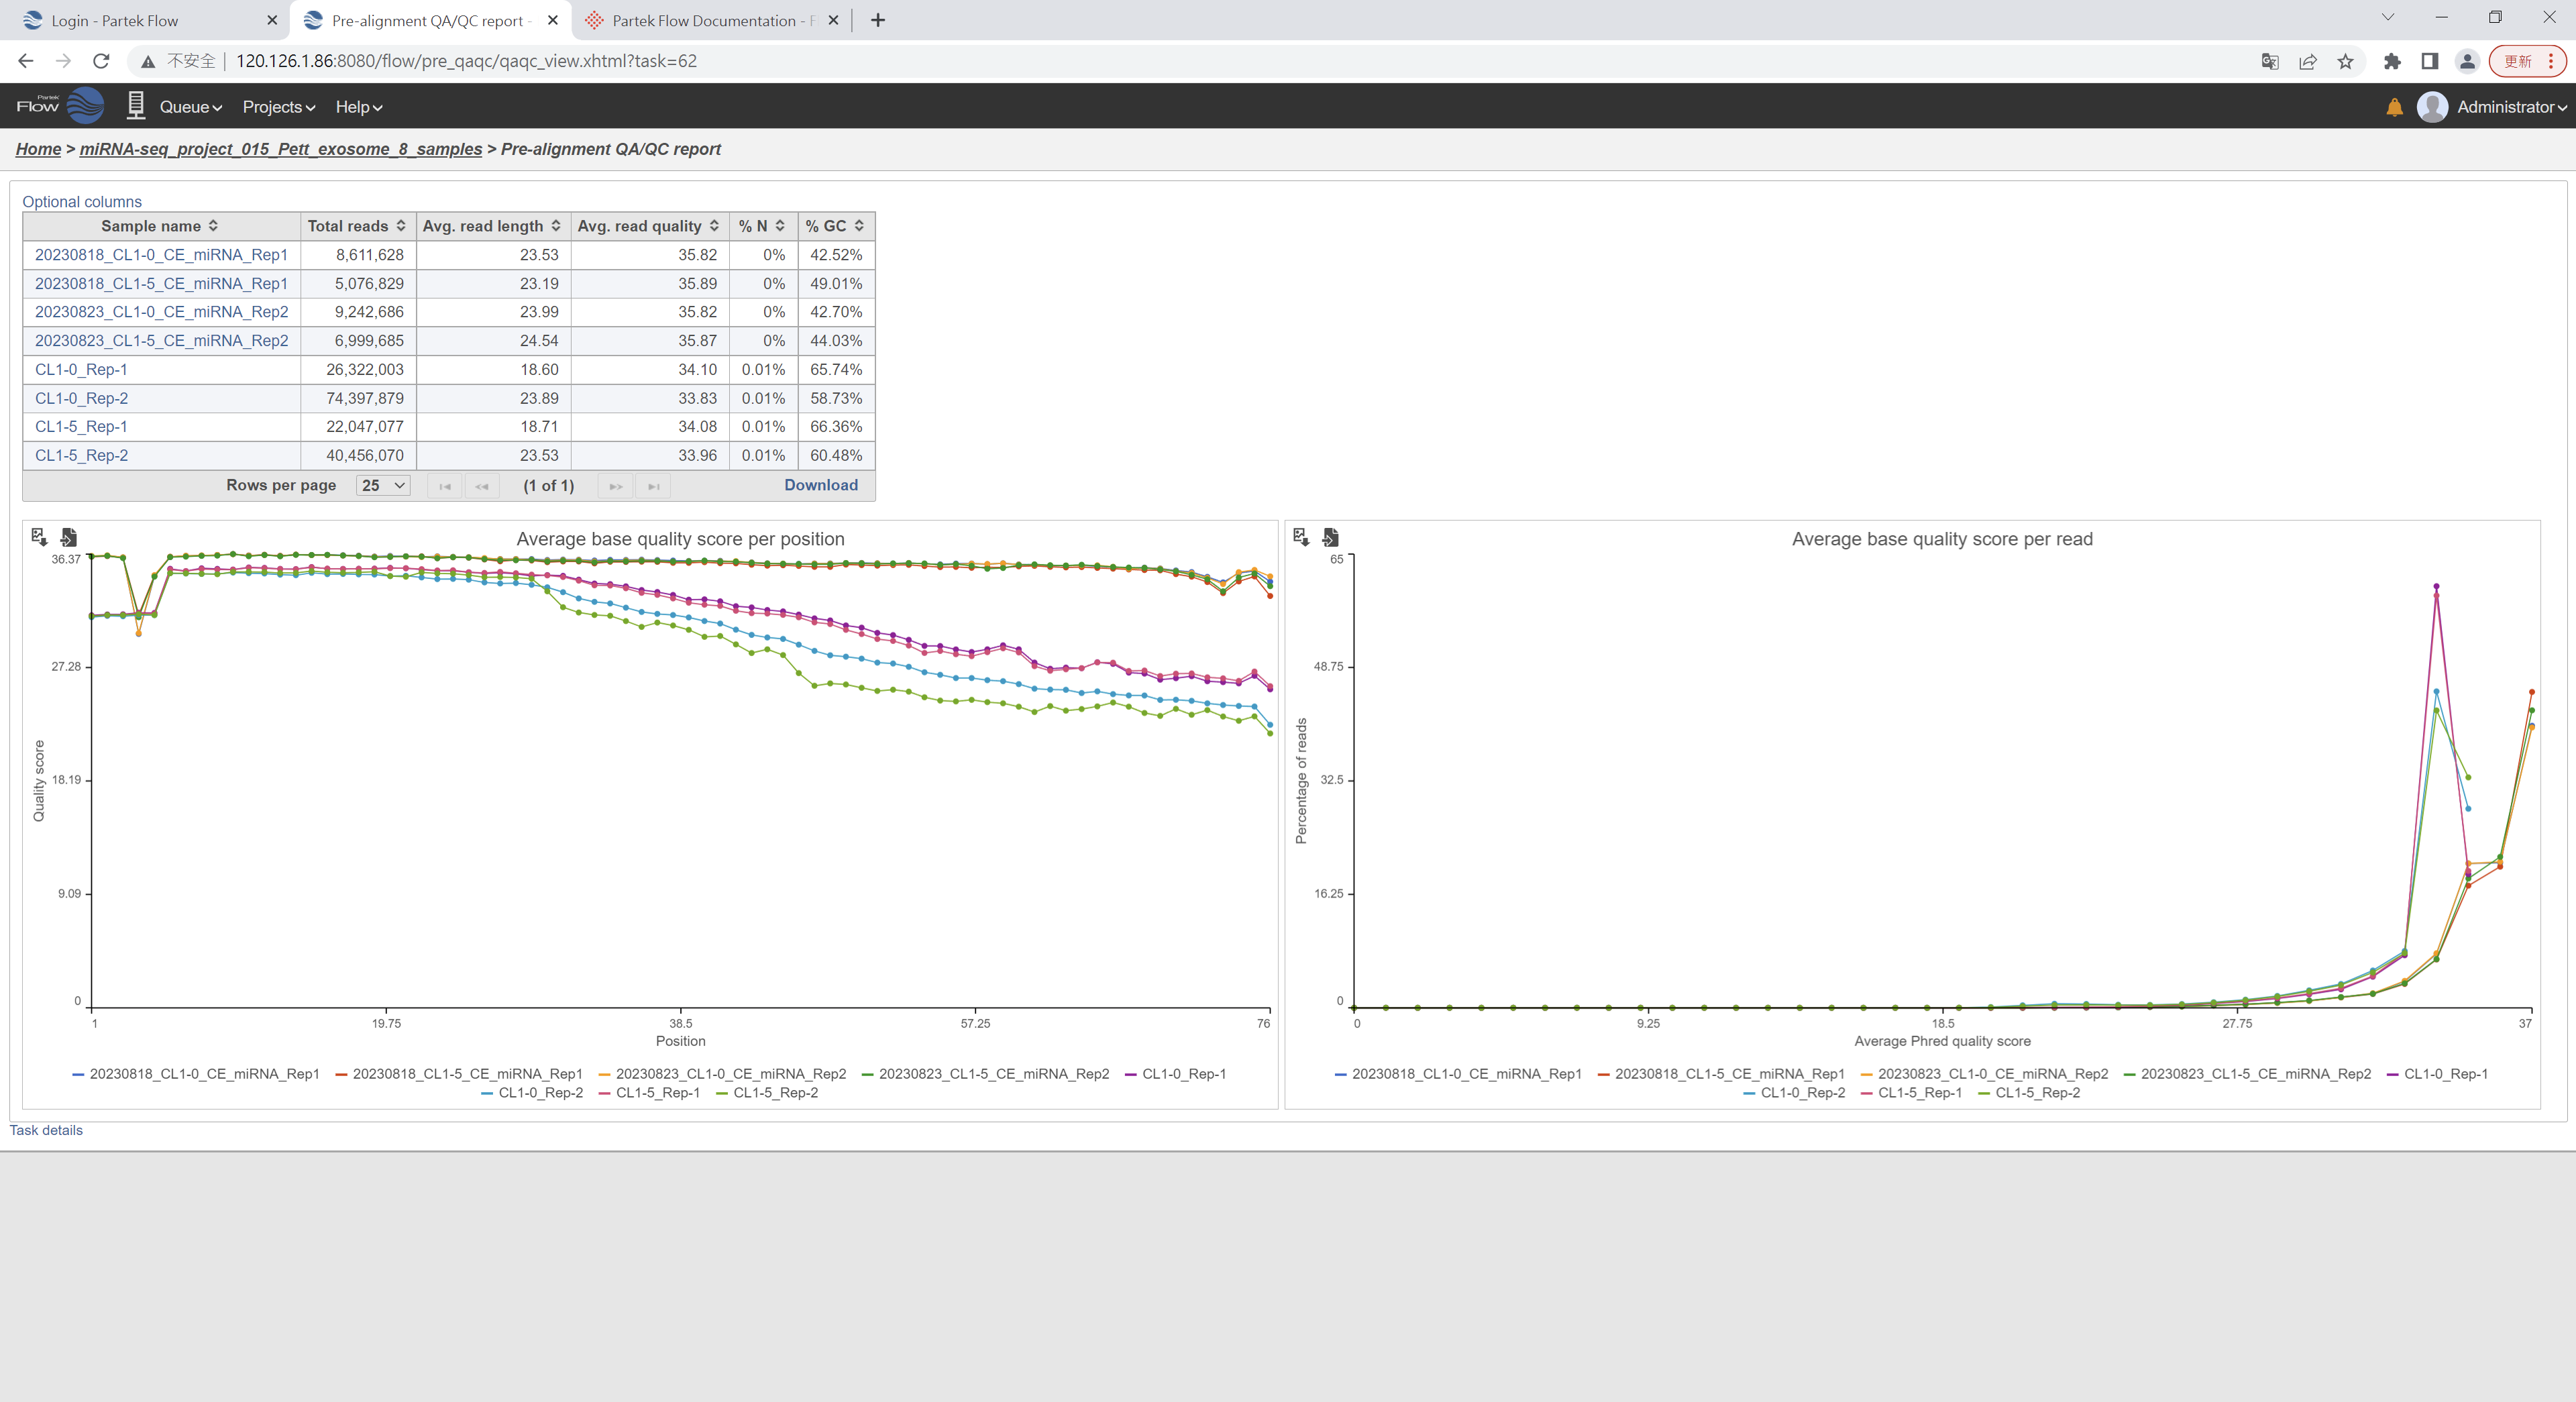 Login - Partek Flow
Pre-alignment QA/QC report -
Partek Flow Documentation - F
不安全 120.126.1.86:8080/flow/pre_qaqc/qaqc_view.xhtml?task=62 更新
Partek
Flow Queue Projects Help Administrator
Home > miRNA-seq_project_015_Pett_exosome_8_samples > Pre-alignment QA/QC report
Optional columns
Sample name Total reads Avg. read length Avg. read quality % N % GC
20230818_CL1-0_CE_miRNA_Rep1 8,611,628 23.53 35.82 0% 42.52%
20230818_CL1-5_CE_miRNA_Rep1 5,076,829 23.19 35.89 0% 49.01%
20230823_CL1-0_CE_miRNA_Rep2 9,242,686 23.99 35.82 0% 42.70%
20230823_CL1-5_CE_miRNA_Rep2 6,999,685 24.54 35.87 0% 44.03%
CL1-0_Rep-1 26,322,003 18.60 34.10 0.01% 65.74%
CL1-0_Rep-2 74,397,879 23.89 33.83 0.01% 58.73%
CL1-5_Rep-1 22,047,077 18.71 34.08 0.01% 66.36%
CL1-5_Rep-2 40,456,070 23.53 33.96 0.01% 60.48%
Rows per page 25 (1 of 1) Download
Average base quality score per position
36.37
27.28
18.19
9.09
0
Quality score
1 19.75 38.5 57.25 76
Position
20230818_CL1-0_CE_miRNA_Rep1 20230818_CL1-5_CE_miRNA_Rep1 20230823_CL1-0_CE_miRNA_Rep2 20230823_CL1-5_CE_miRNA_Rep2 CL1-0_Rep-1
CL1-0_Rep-2 CL1-5_Rep-1 CL1-5_Rep-2
Average base quality score per read
65
48.75
32.5
16.25
0
Percentage of reads
0 9.25 18.5 27.75 37
Average Phred quality score
20230818_CL1-0_CE_miRNA_Rep1 20230818_CL1-5_CE_miRNA_Rep1 20230823_CL1-0_CE_miRNA_Rep2 20230823_CL1-5_CE_miRNA_Rep2 CL1-0_Rep-1
CL1-0_Rep-2 CL1-5_Rep-1 CL1-5_Rep-2
Task details